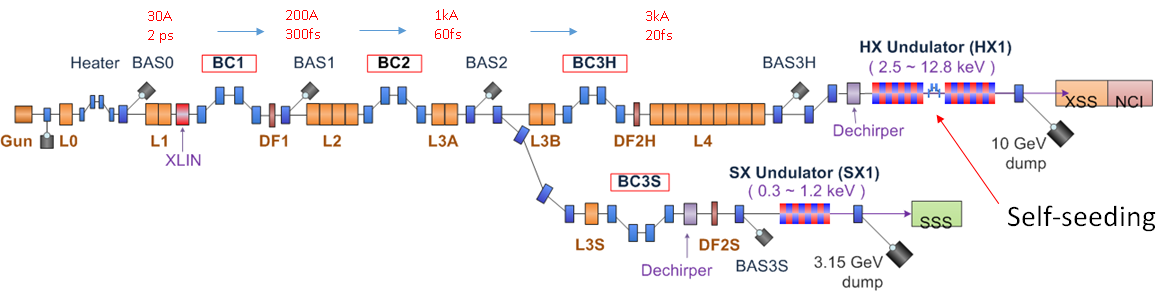 30A
2 ps
200A
300fs
1kA
60fs
3kA
20fs
Heater
BAS0
BC1
BAS1
BC2
BAS2
BC3H
BAS3H
HX Undulator (HX1)
( 2.5 ~ 12.8 keV )
Gun
L0
L1
XLIN
DF1
L2
L3A
L3B
DF2H
L4
Dechirper
XSS
NCI
10 GeV
dump
BC3S
SX Undulator (SX1)
( 0.3 ~ 1.2 keV )
Self-seeding
L3S
Dechirper
DF2S
BAS3S
SSS
3.15 GeV
dump